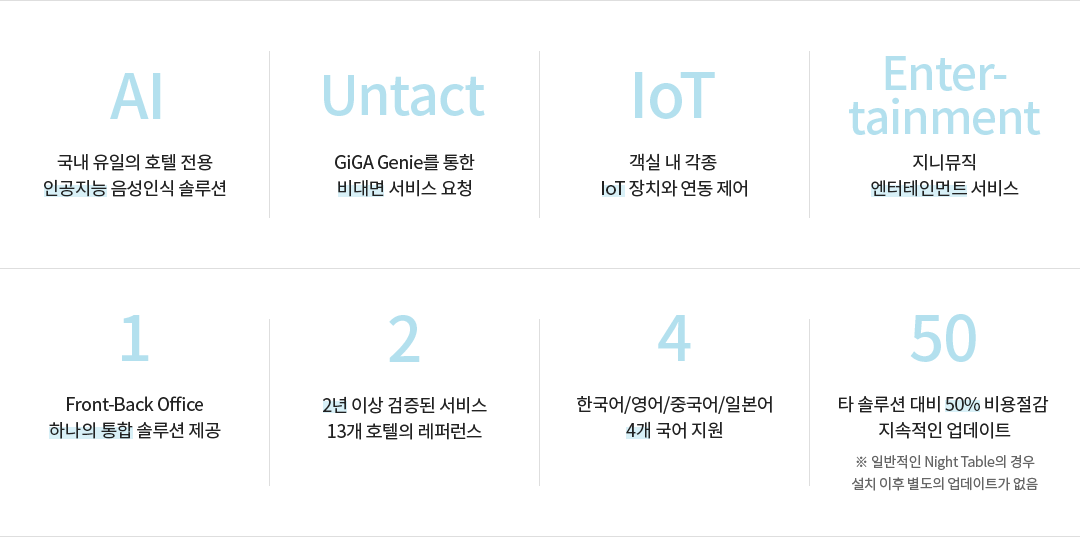 AI
국내 유일의 호텔 전용
인공지능 음성인식 솔루션
Untact
GiGA Genie를 통한
비대면 서비스 요청
IoT
객실 내 각종
IoT 장치와 연동 제어
Enter-
tainment
지니뮤직
엔터테인먼트 서비스
1
Front-Back Office
하나의 통합 솔루션 제공
2
2년 이상 검증된 서비스
13개 호텔의 레퍼런스
4
한국어/영어/중국어/일본어
4개 국어 지원
50
타 솔루션 대비 50% 비용절감
지속적인 업데이트
※ 일반적인 Night Table의 경우
설치 이후 별도의 업데이트가 없음